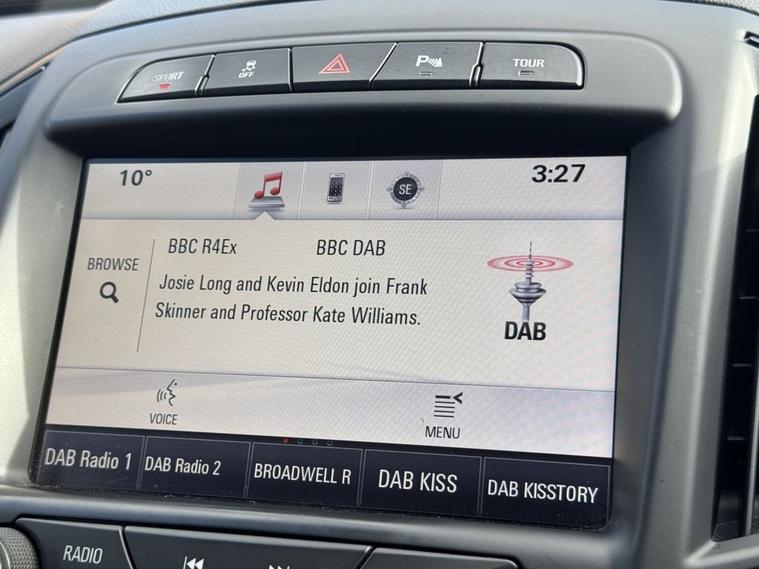 SPORT
OFF
P
TOUR
10°
SE
3:27
BROWSE
BBC R4Ex BBC DAB
Josie Long and Kevin Eldon join Frank
Skinner and Professor Kate Williams.
DAB
VOICE
MENU
DAB Radio 1
DAB Radio 2
BROADWELL R
DAB KISS
DAB KISSTORY
RADIO